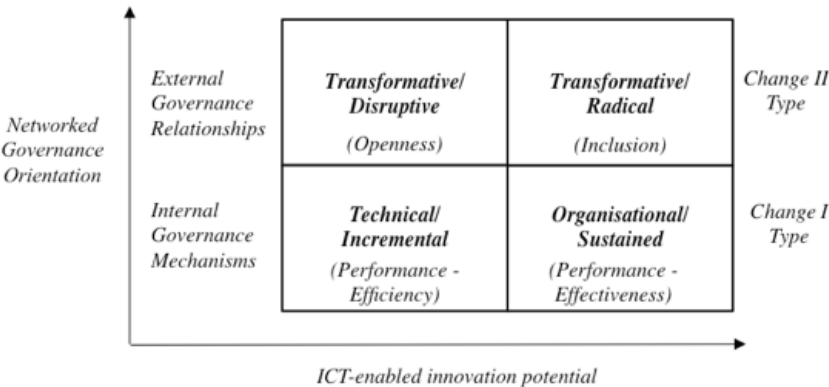 External
Governance
Relationships
Transformative/
Disruptive
(Openness)
Transformative/
Radical
(Inclusion)
Change II
Type
Networked
Governance
Orientation
Internal
Governance
Mechanisms
Technical/
Incremental
(Performance -
Efficiency)
Organisational/
Sustained
(Performance -
Effectiveness)
Change I
Type
ICT-enabled innovation potential